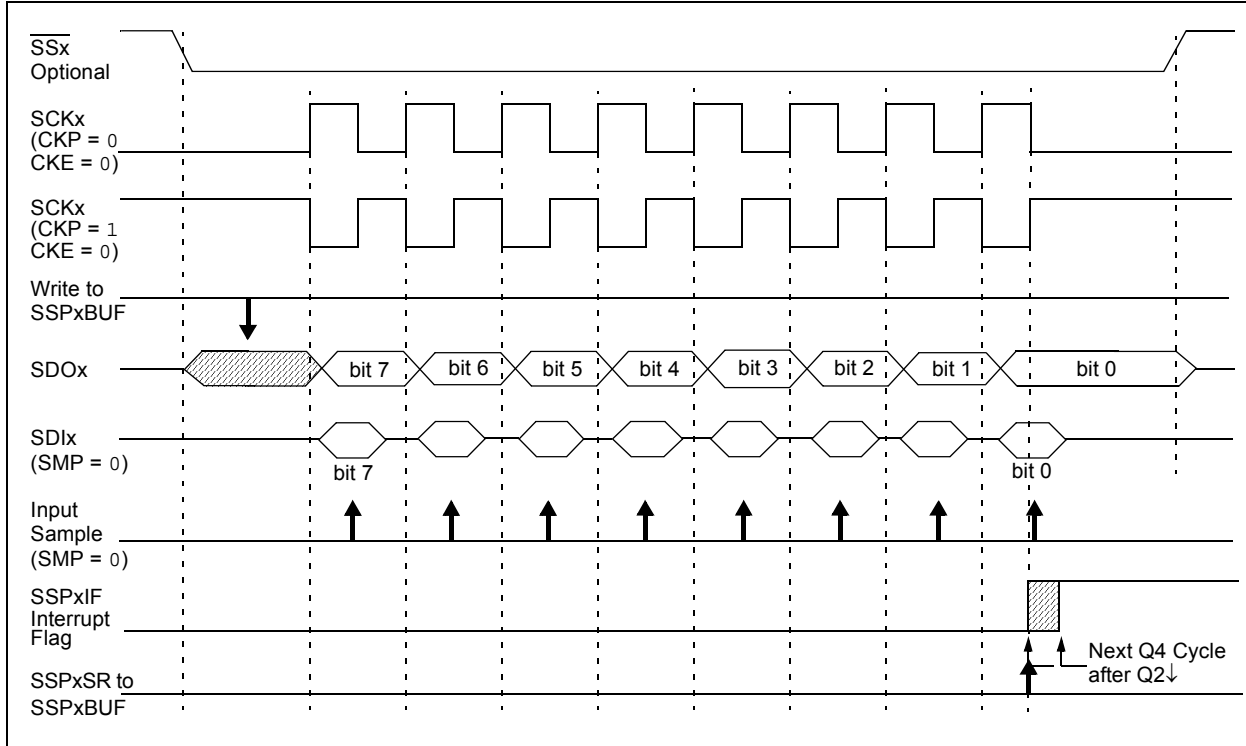 SSx
Optional
SCKx
(CKP = 0
CKE = 0)
SCKx
(CKP = 1
CKE = 0)
Write to
SSPxBUF
SDOx
bit 7
bit 6
bit 5
bit 4
bit 3
bit 2
bit 1
bit 0
SDIx
(SMP = 0)
bit 7
bit 0
Input
Sample
(SMP = 0)
SSPxIF
Interrupt
Flag
Next Q4 Cycle
after Q2↓
SSPxSR to
SSPxBUF